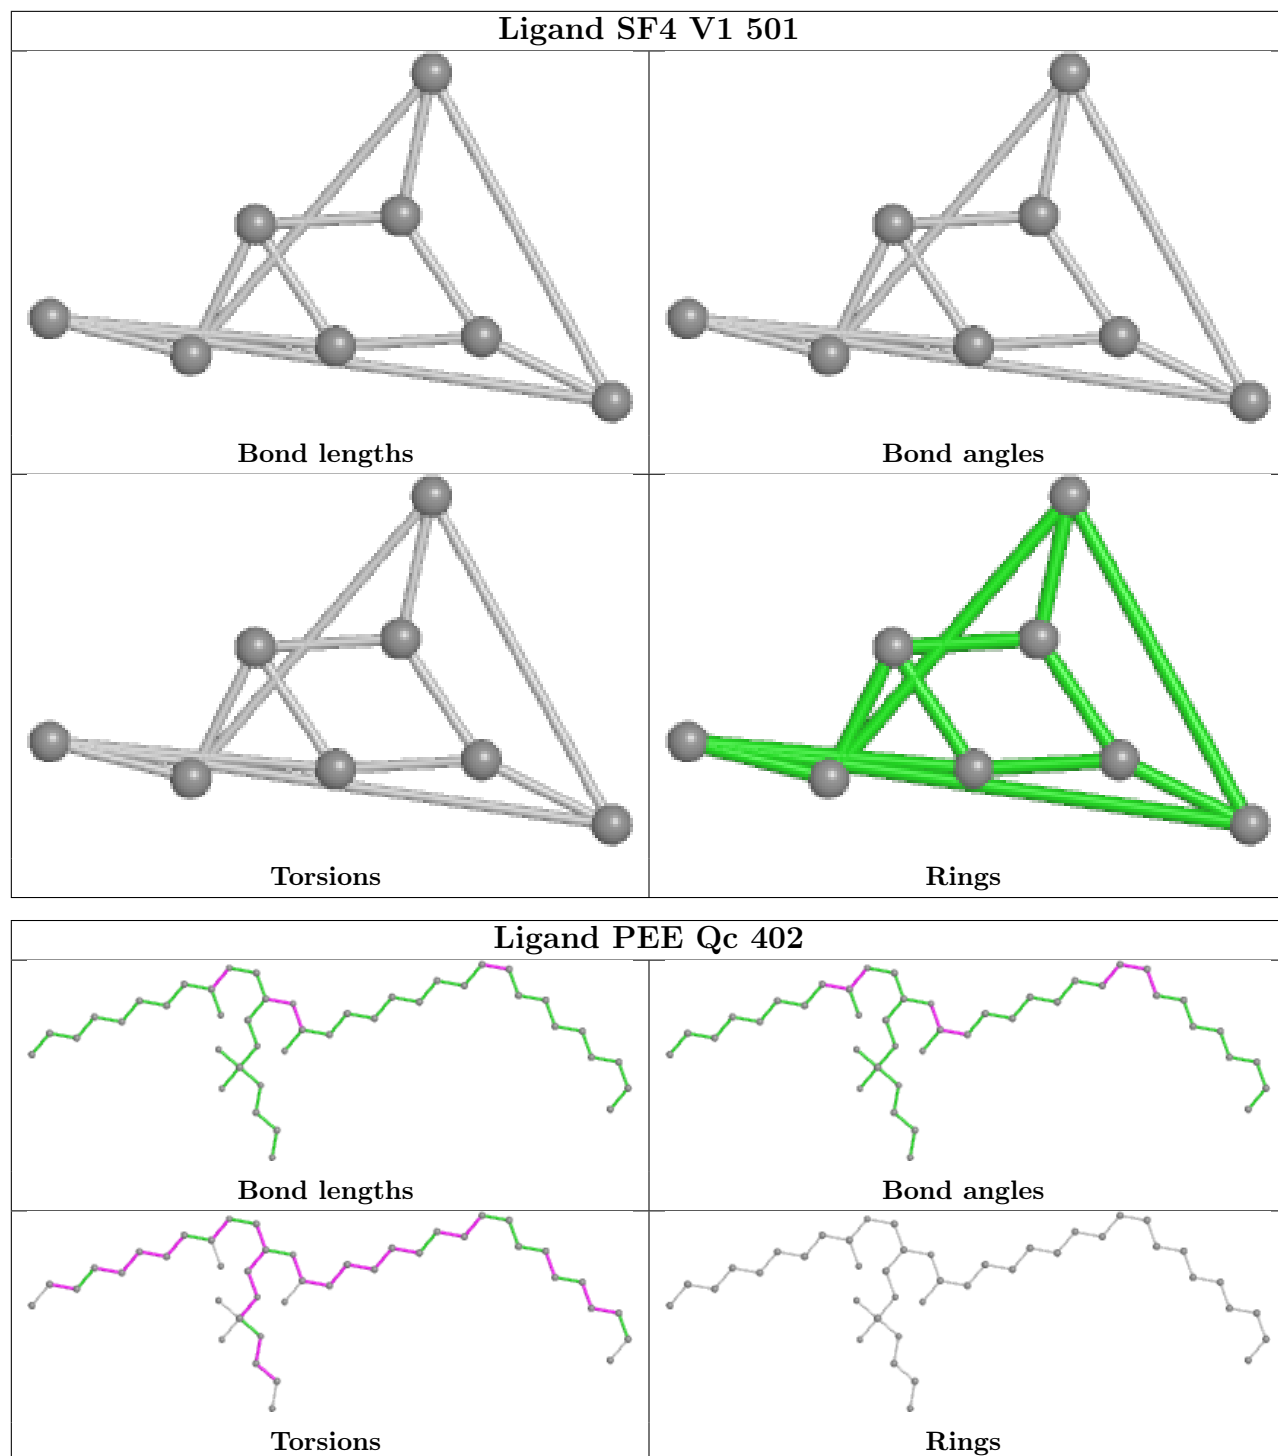 Ligand SF4 V1 501
Bond lengths
Bond angles
Torsions
Rings
Ligand PEE Qc 402
Bond lengths
Bond angles
Torsions
Rings